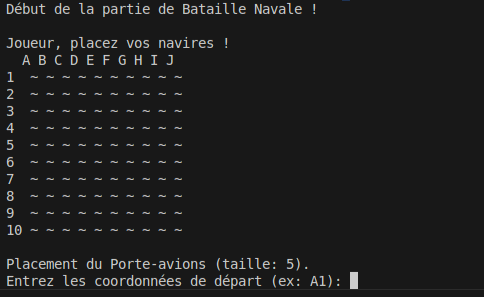 Début de la partie de Bataille Navale !
Joueur, placez vos navires !
A B C D E F G H I J
1 ~ ~ ~ ~ ~ ~ ~ ~ ~ ~
2 ~ ~ ~ ~ ~ ~ ~ ~ ~ ~
3 ~ ~ ~ ~ ~ ~ ~ ~ ~ ~
4 ~ ~ ~ ~ ~ ~ ~ ~ ~ ~
5 ~ ~ ~ ~ ~ ~ ~ ~ ~ ~
6 ~ ~ ~ ~ ~ ~ ~ ~ ~ ~
7 ~ ~ ~ ~ ~ ~ ~ ~ ~ ~
8 ~ ~ ~ ~ ~ ~ ~ ~ ~ ~
9 ~ ~ ~ ~ ~ ~ ~ ~ ~ ~
10 ~ ~ ~ ~ ~ ~ ~ ~ ~ ~
Placement du Porte-avions (taille: 5).
Entrez les coordonnées de départ (ex: A1):